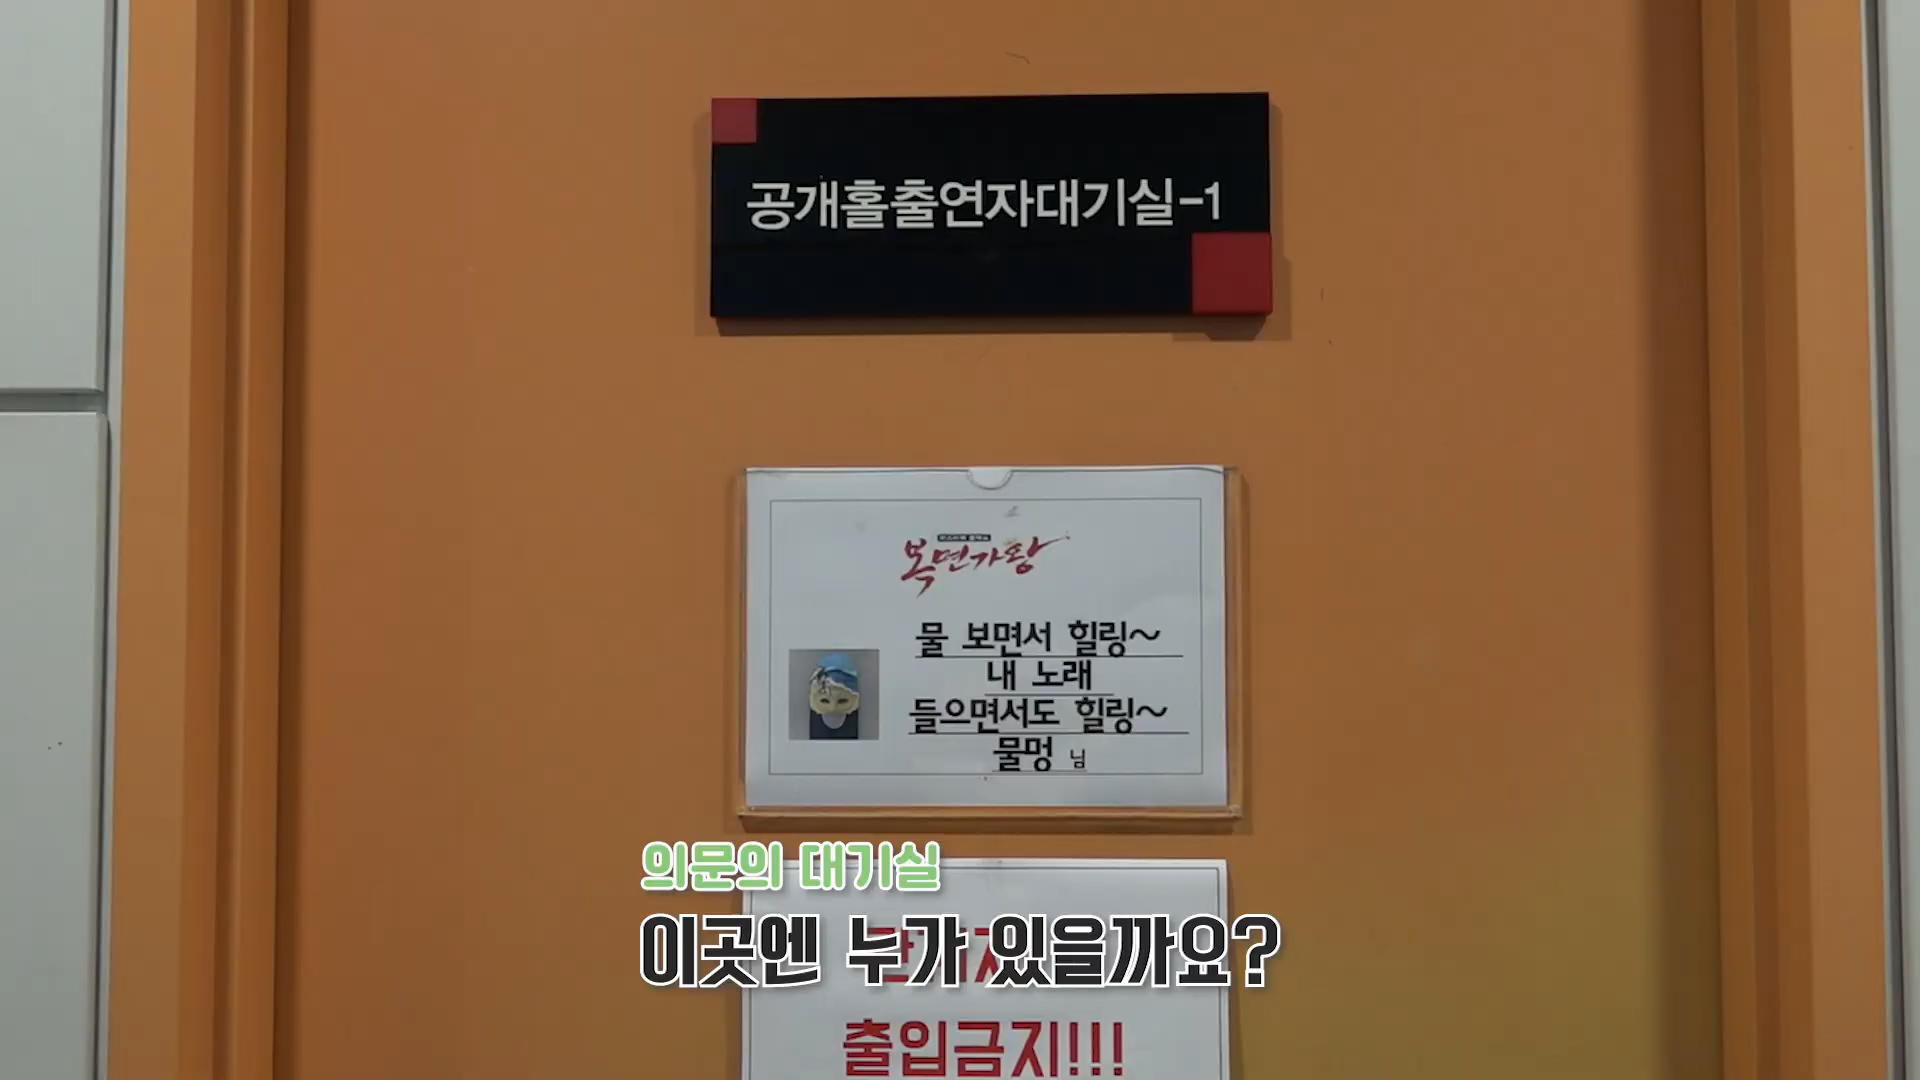 공개홀출연자대기실-1
복면가왕
물 보면서 힐링~
내 노래
들으면서도 힐링~
물멍 님
의문의 대기실
이곳엔 누가 있을까요?
출입금지!!!